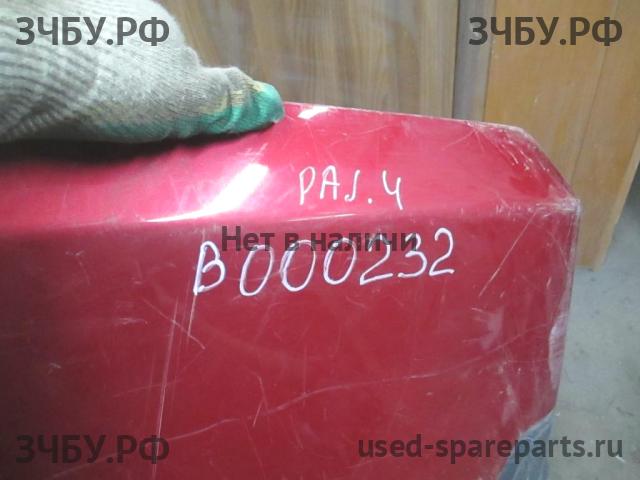 ЗЧБУ.РФ ЗЧБУ.РФ
PAJ.4
Нет в наличии
B000232
ЗЧБУ.РФ used-spareparts.ru